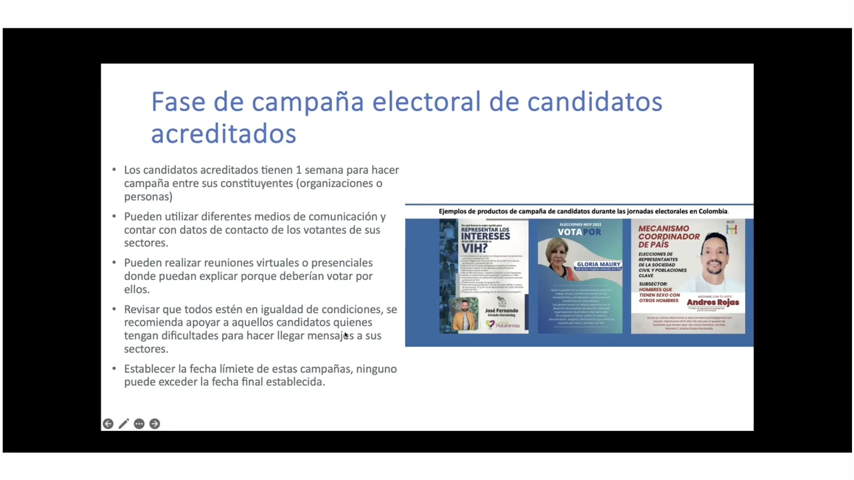 Fase de campaña electoral de candidatos
acreditados
• Los candidatos acreditados tienen 1 semana para hacer
campaña entre sus constituyentes (organizaciones o
personas)
• Pueden utilizar diferentes medios de comunicación y
contar con datos de contacto de los votantes de sus
sectores.
• Pueden realizar reuniones virtuales o presenciales
donde puedan explicar porque deberían votar por
ellos.
• Revisar que todos estén en igualdad de condiciones, se
recomienda apoyar a aquellos candidatos quienes
tengan dificultades para hacer llegar mensajes a sus
sectores.
• Establecer la fecha límiete de estas campañas, ninguno
puede exceder la fecha final establecida.
Ejemplos de productos de campaña de candidatos durante las jornadas electorales en Colombia.
REPRESENTAR LOS
INTERESES
VIH?
José Fernando
ELECCIONES MCP 2022
VOTAPOR
GLORIA MAURY
MECANISMO
COORDINADOR
DE PAÍS
ELECCIONES DE
REPRESENTANTES
DE LA SOCIEDAD
CIVIL Y POBLACIONES
CLAVE
SUBSECTOR:
HOMBRES QUE
TIENEN SEXO CON
OTROS HOMBRES
Andres Rojas